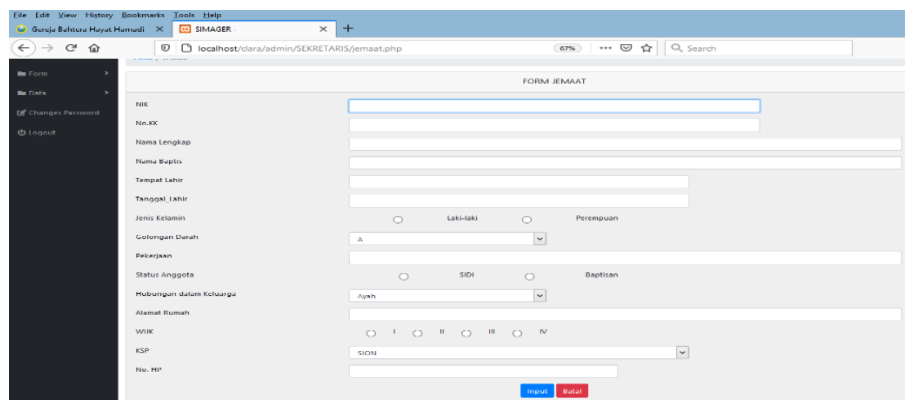 File Edit View History Bookmarks Tools Help
Gereja Bahtera Hayat Hamadi × SIMAGER × +
localhost/clara/admin/SEKRETARIS/jemaat.php 67% ... Search
Form >
Data >
Changes Password
Logout
FORM JEMAAT
NIK
No.KK
Nama Lengkap
Nama Baptis
Tempat Lahir
Tanggal_Lahir
Jenis Kelamin Laki-laki Perempuan
Golongan Darah A
Pekerjaan
Status Anggota SIDI Baptisan
Hubungan dalam Keluarga Ayah
Alamat Rumah
WIJK I II III IV
KSP SION
No. HP
Input Batal